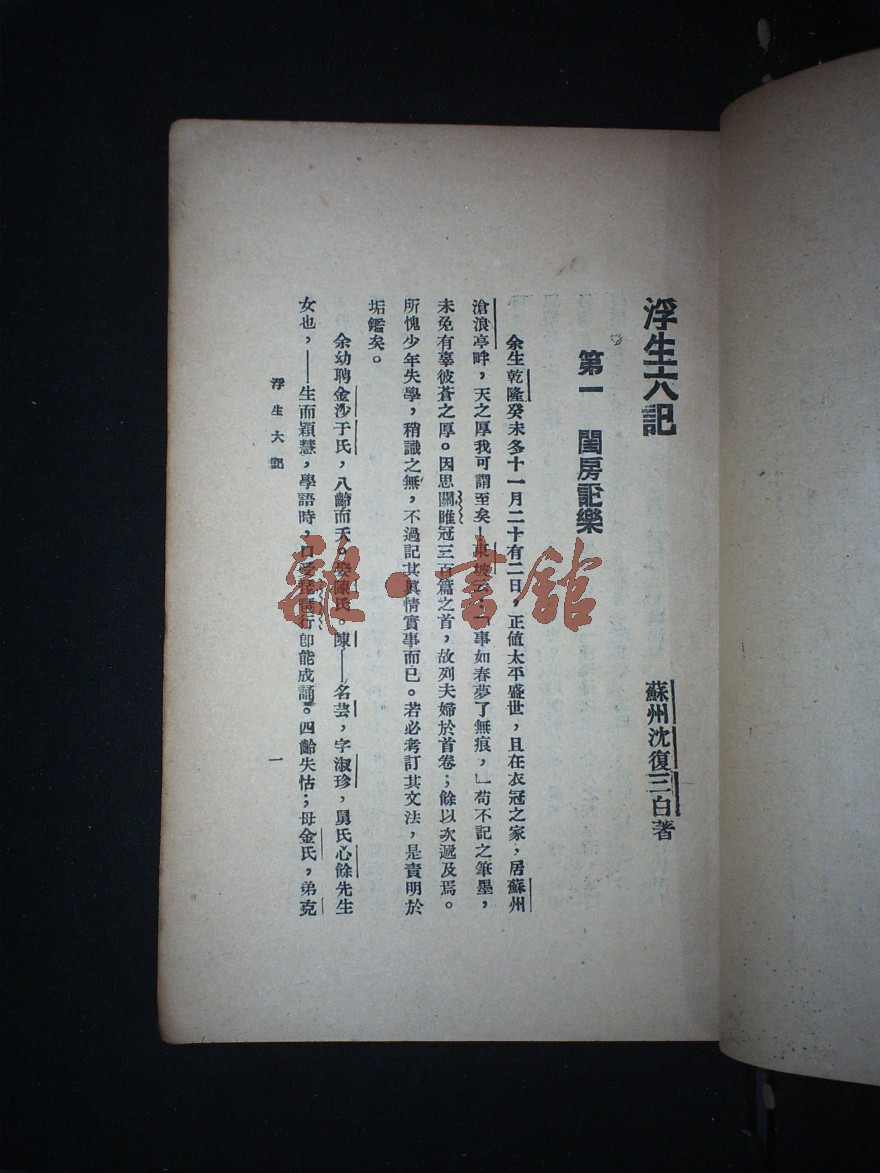 浮生六記
蘇州沈復三白著
第一　閨房記樂
余生乾隆癸未冬十一月二十有二日，正値太平盛世，且在衣冠之家，居蘇州
滄浪亭畔，天之厚我可謂至矣。東坡云：「事如春夢了無痕，」苟不記之筆墨，
未免有辜彼蒼之厚。因思關雎冠三百篇之首，故列夫婦於首卷；餘以次遞及焉。
所愧少年失學，稍識之無，不過記其眞情實事而已。若必考訂其文法，是責明於
垢鑑矣。
余幼聘金沙于氏，八齡而夭。娶陳氏。陳——名芸，字淑珍，舅氏心餘先生
女也，——生而穎慧，學語時，口受琵琶行卽能成誦。四齡失怙；母金氏，弟克
浮生六記
一
雜·書館